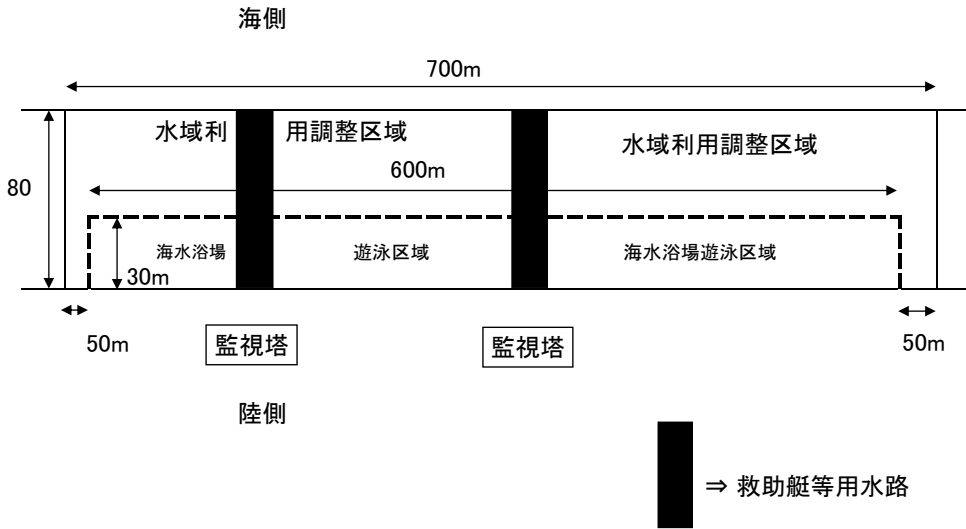 海側
700m
水域利
用調整区域
水域利用調整区域
600m
80
海水浴場
遊泳区域
海水浴場遊泳区域
30m
50m
監視塔
監視塔
50m
陸側
⇒ 救助艇等用水路